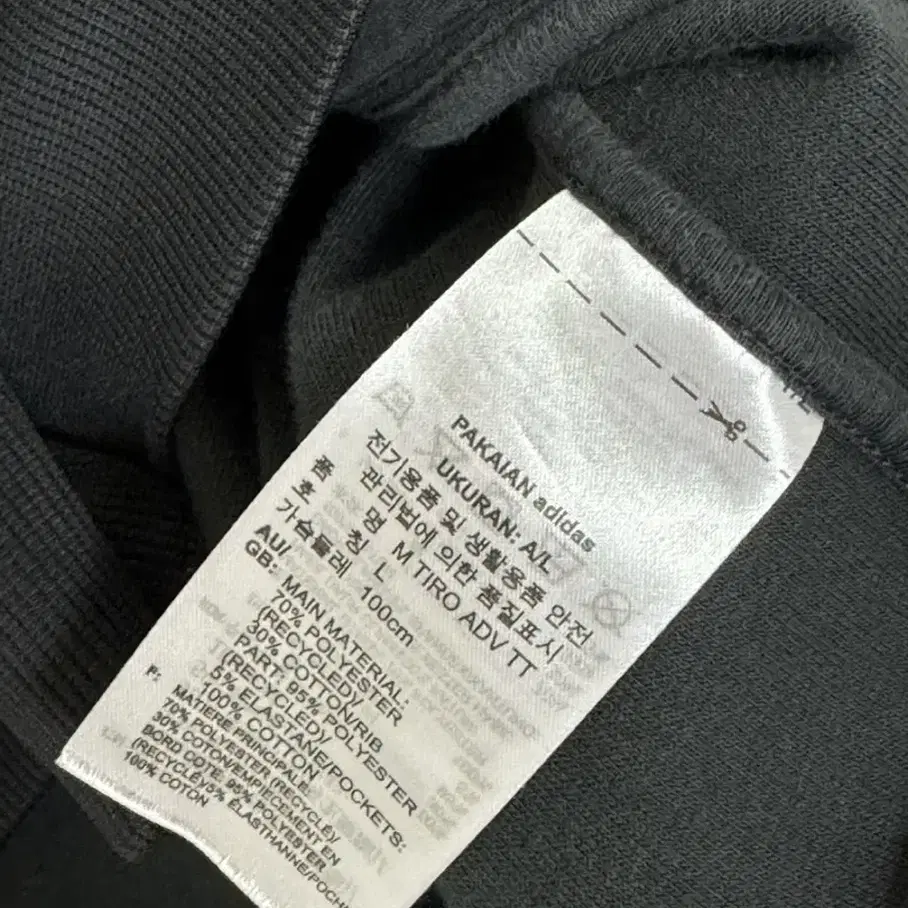 PAKAIAN adidas
UKURAN: A/L
전기용품 및 생활용품 안전
관리법에 의한 품질표시
품 명 M TIRO ADV TT
호 칭 L
가슴둘레 100cm
AU/
GB: MAIN MATERIAL:
70% POLYESTER
(RECYCLED)/
30% COTTON/RIB
PART: 95% POLYESTER
(RECYCLED)/
5% ELASTANE/POCKETS:
100% COTTON
F: MATIÈRE PRINCIPALE:
70% POLYESTER (RECYCLÉ)/
30% COTON/EMPIÈCEMENT EN
BORD CÔTE: 95% POLYESTER
(RECYCLÉ)/5% ÉLASTHANNE/POCH
100% COTON